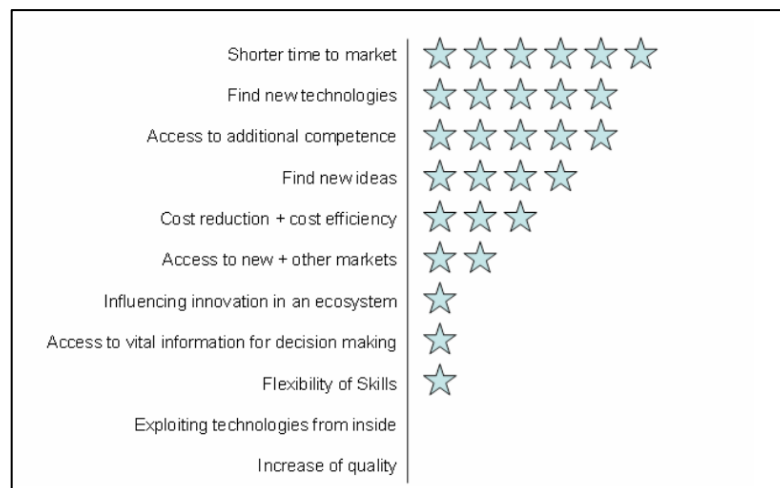 Shorter time to market
Find new technologies
Access to additional competence
Find new ideas
Cost reduction + cost efficiency
Access to new + other markets
Influencing innovation in an ecosystem
Access to vital information for decision making
Flexibility of Skills
Exploiting technologies from inside
Increase of quality